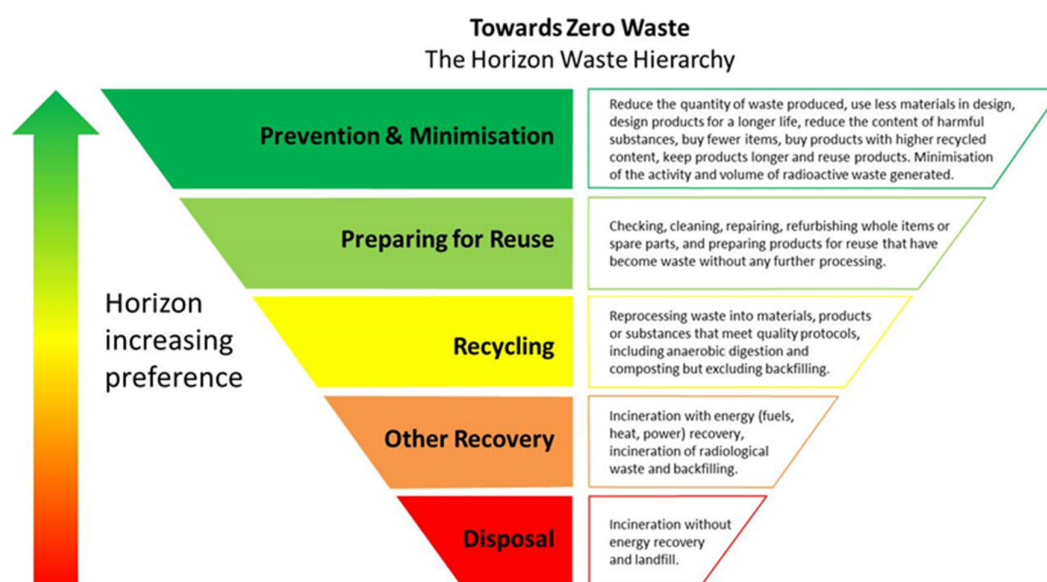 Towards Zero Waste
The Horizon Waste Hierarchy
Horizon
increasing
preference
Prevention & Minimisation
Reduce the quantity of waste produced, use less materials in design,
design products for a longer life, reduce the content of harmful
substances, buy fewer items, buy products with higher recycled
content, keep products longer and reuse products. Minimisation
of the activity and volume of radioactive waste generated.
Preparing for Reuse
Checking, cleaning, repairing, refurbishing whole items or
spare parts, and preparing products for reuse that have
become waste without any further processing.
Recycling
Reprocessing waste into materials, products
or substances that meet quality protocols,
including anaerobic digestion and
composting but excluding backfilling.
Other Recovery
Incineration with energy (fuels,
heat, power) recovery,
incineration of radiological
waste and backfilling.
Disposal
Incineration without
energy recovery
and landfill.